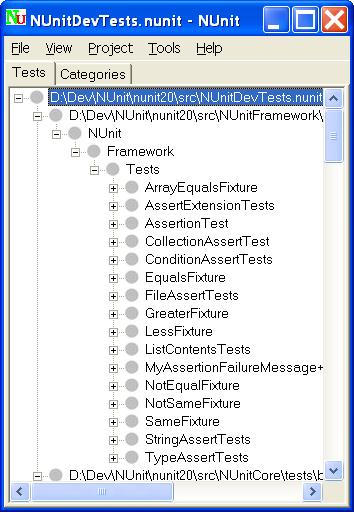 NUnitDevTests.nunit - NUnit
File View Project Tools Help
Tests Categories
D:\Dev\NUnit\nunit20\src\NUnitDevTests.nunit
D:\Dev\NUnit\nunit20\src\NUnitFramework\
NUnit
Framework
Tests
ArrayEqualsFixture
AssertExtensionTests
AssertionTest
CollectionAssertTest
ConditionAssertTests
EqualsFixture
FileAssertTests
GreaterFixture
LessFixture
ListContentsTests
MyAssertionFailureMessage+
NotEqualFixture
NotSameFixture
SameFixture
StringAssertTests
TypeAssertTests
D:\Dev\NUnit\nunit20\src\NUnitCore\tests\b